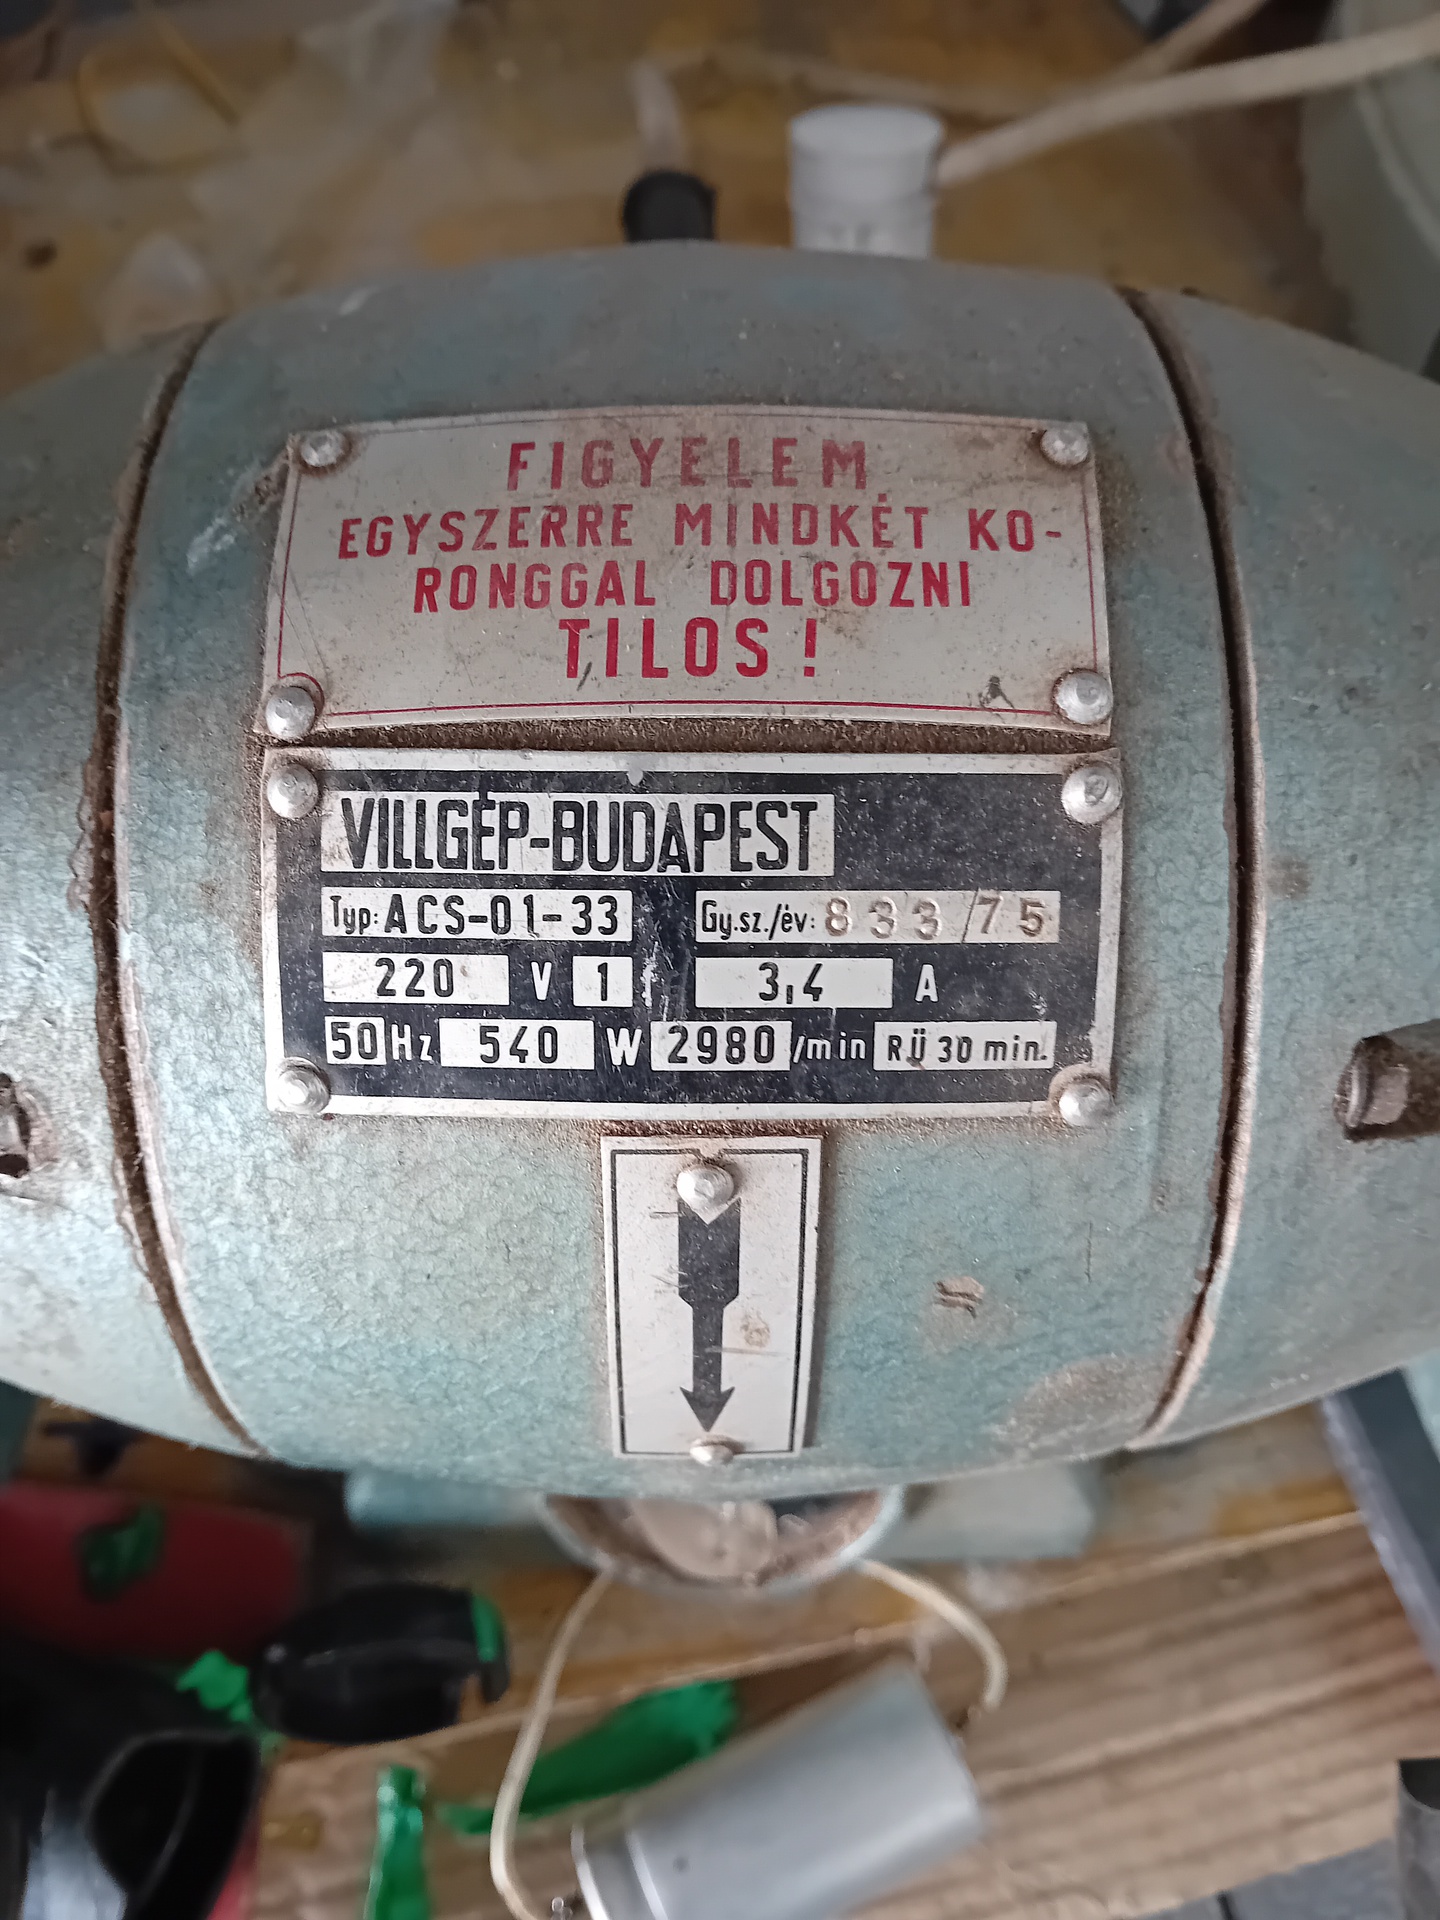 FIGYELEM
EGYSZERRE MINDKÉT KO-
RONGGAL DOLGOZNI
TILOS!
VILLGÉP-BUDAPEST
Typ: ACS-01-33 Gy.sz./év: 833/75
220 V 1 3,4 A
50 Hz 540 W 2980 /min RÜ 30 min.